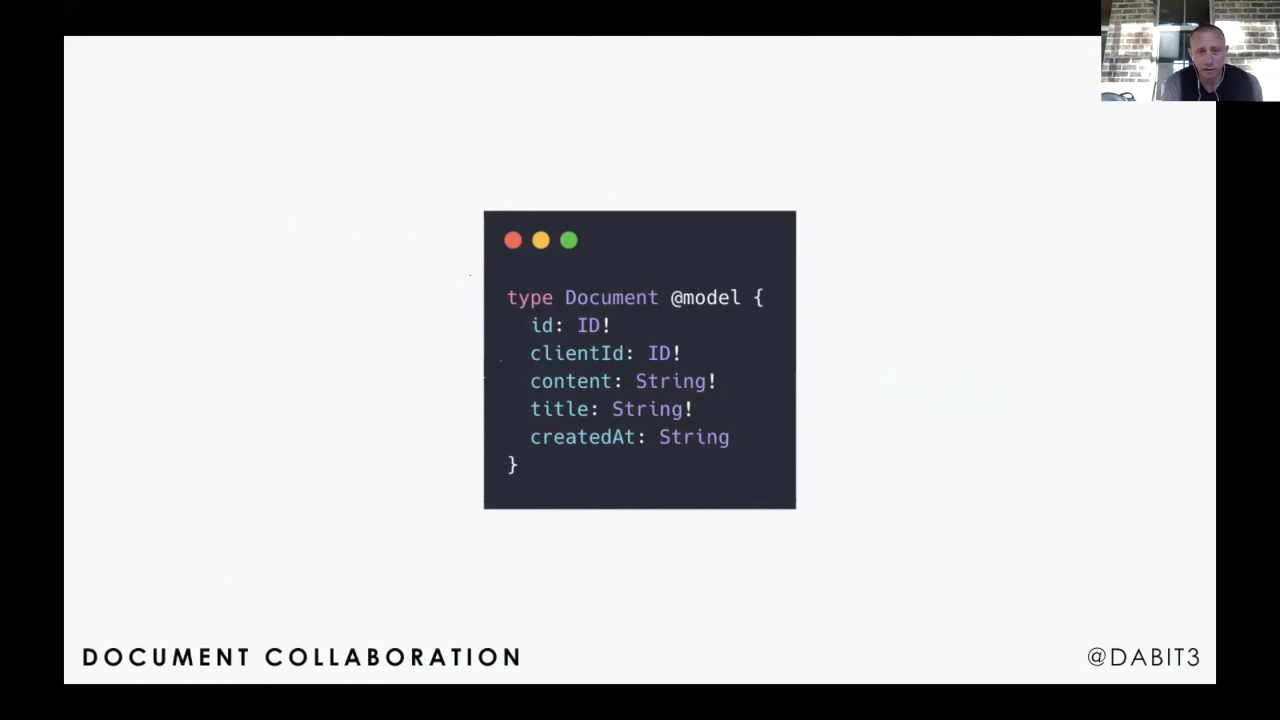 type Document @model {
id: ID!
clientId: ID!
content: String!
title: String!
createdAt: String
}
DOCUMENT COLLABORATION
@DABIT3